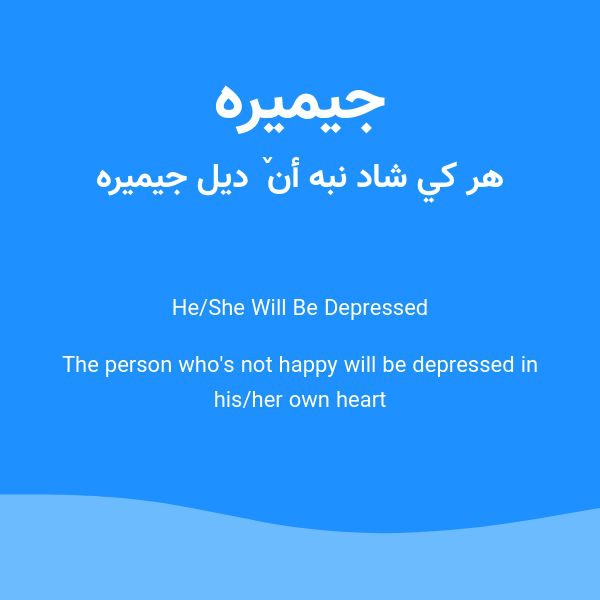 جيميره
هر كي شاد نبه أن ٚ ديل جيميره
He/She Will Be Depressed
The person who's not happy will be depressed in
his/her own heart